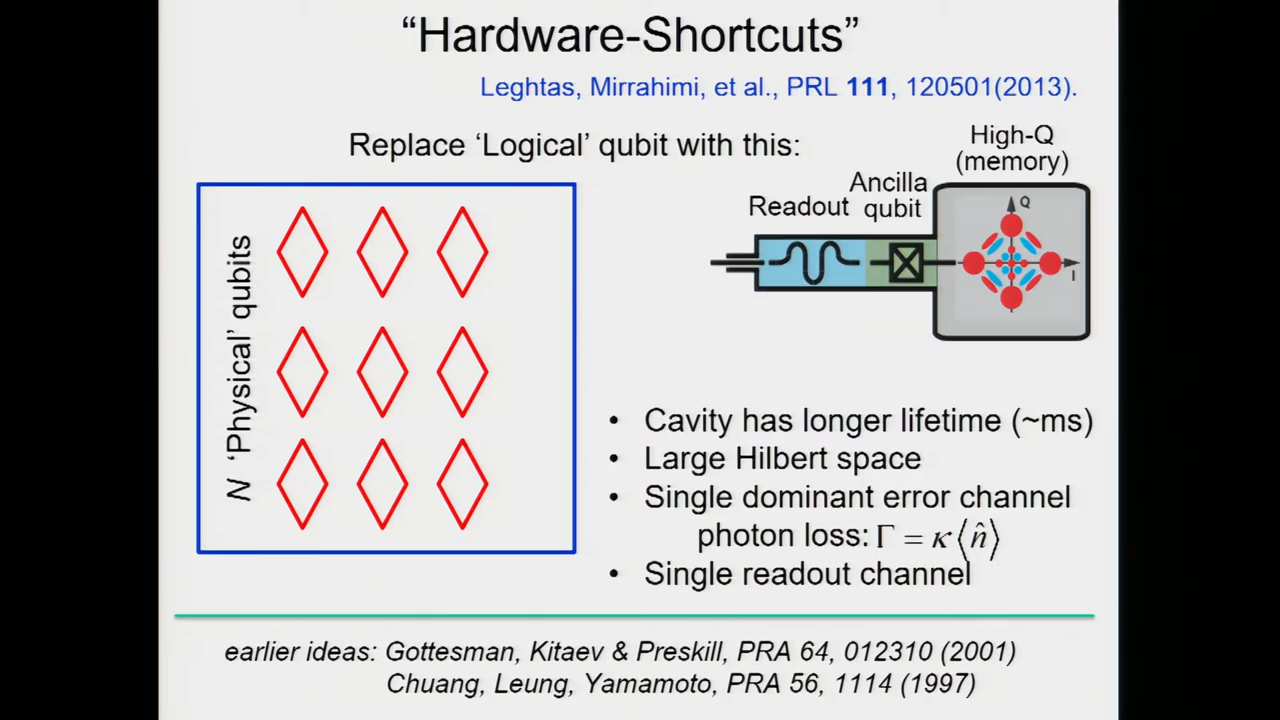 “Hardware-Shortcuts”
Leghtas, Mirrahimi, et al., PRL 111, 120501(2013).
Replace ‘Logical’ qubit with this:
N ‘Physical’ qubits
High-Q
(memory)
Ancilla
qubit
Readout
Q
I
• Cavity has longer lifetime (~ms)
• Large Hilbert space
• Single dominant error channel
photon loss: Γ = κ⟨n̂⟩
• Single readout channel
earlier ideas: Gottesman, Kitaev & Preskill, PRA 64, 012310 (2001)
Chuang, Leung, Yamamoto, PRA 56, 1114 (1997)